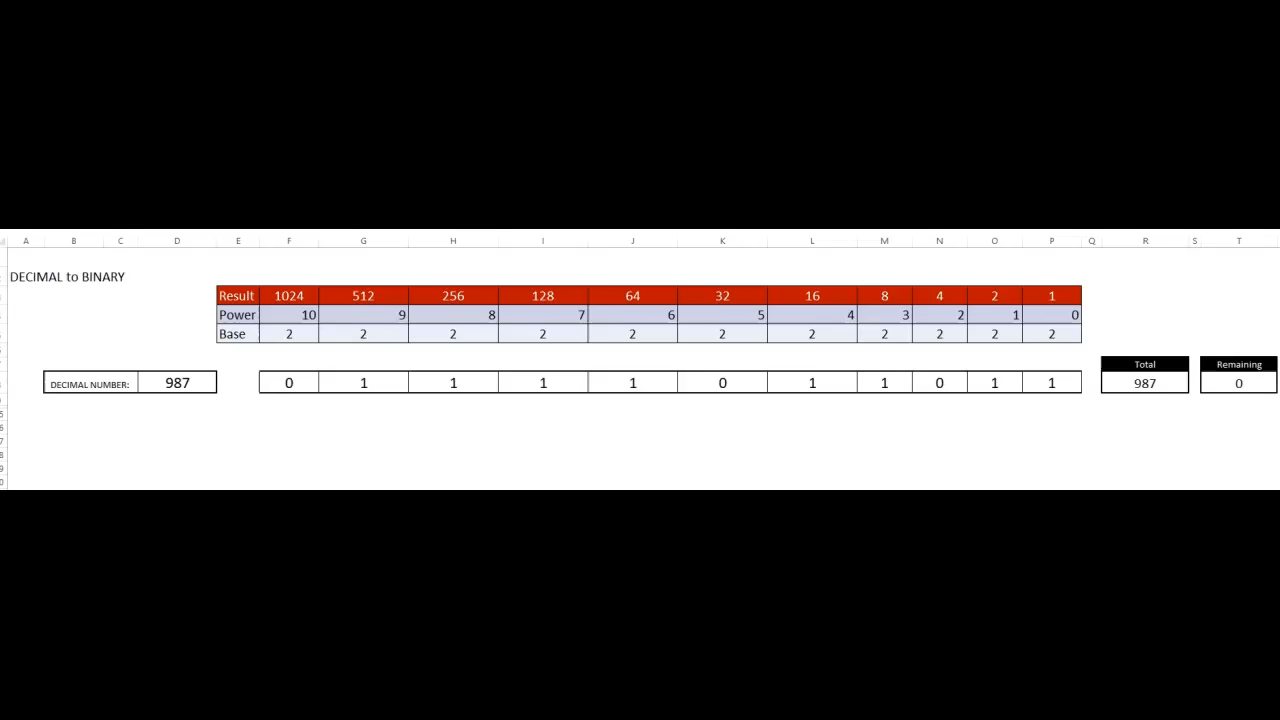 A B C D E F G H I J K L M N O P Q R S T
DECIMAL to BINARY
Result 1024 512 256 128 64 32 16 8 4 2 1
Power 10 9 8 7 6 5 4 3 2 1 0
Base 2 2 2 2 2 2 2 2 2 2 2
Total Remaining
DECIMAL NUMBER: 987 0 1 1 1 1 0 1 1 0 1 1 987 0